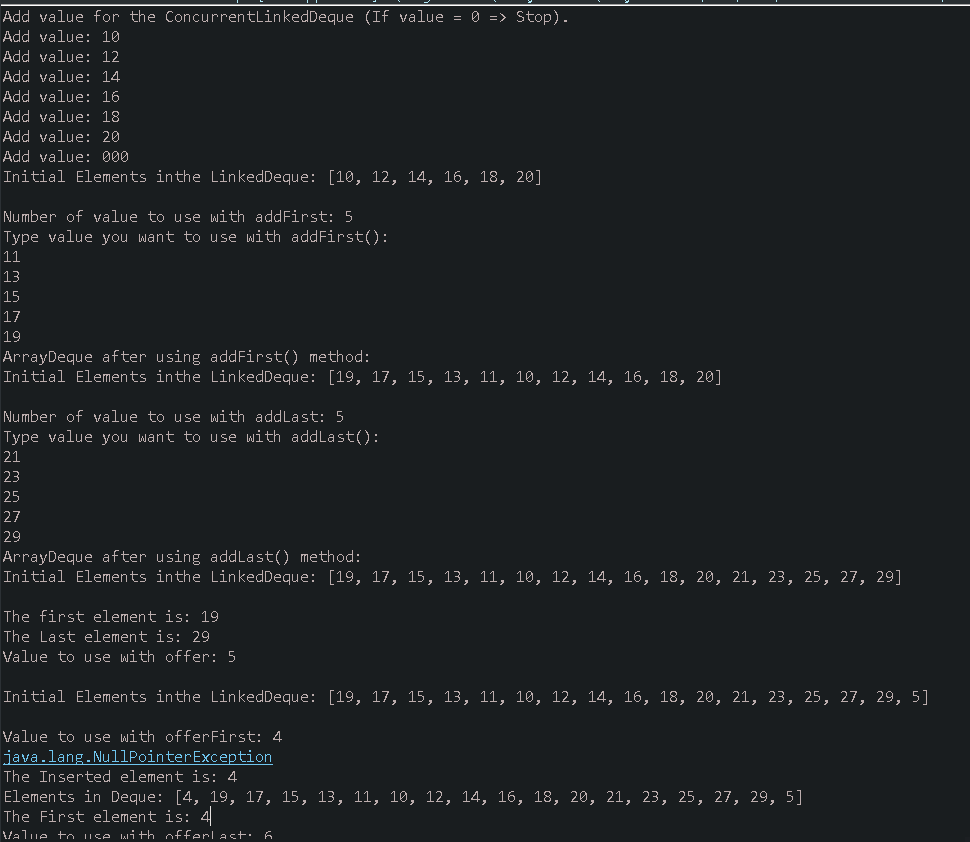 Add value for the ConcurrentLinkedDeque (If value = 0 => Stop).
Add value: 10
Add value: 12
Add value: 14
Add value: 16
Add value: 18
Add value: 20
Add value: 000
Initial Elements inthe LinkedDeque: [10, 12, 14, 16, 18, 20]
Number of value to use with addFirst: 5
Type value you want to use with addFirst():
11
13
15
17
19
ArrayDeque after using addFirst() method:
Initial Elements inthe LinkedDeque: [19, 17, 15, 13, 11, 10, 12, 14, 16, 18, 20]
Number of value to use with addLast: 5
Type value you want to use with addLast():
21
23
25
27
29
ArrayDeque after using addLast() method:
Initial Elements inthe LinkedDeque: [19, 17, 15, 13, 11, 10, 12, 14, 16, 18, 20, 21, 23, 25, 27, 29]
The first element is: 19
The Last element is: 29
Value to use with offer: 5
Initial Elements inthe LinkedDeque: [19, 17, 15, 13, 11, 10, 12, 14, 16, 18, 20, 21, 23, 25, 27, 29, 5]
Value to use with offerFirst: 4
java.lang.NullPointerException
The Inserted element is: 4
Elements in Deque: [4, 19, 17, 15, 13, 11, 10, 12, 14, 16, 18, 20, 21, 23, 25, 27, 29, 5]
The First element is: 4
Value to use with offerLast: 6